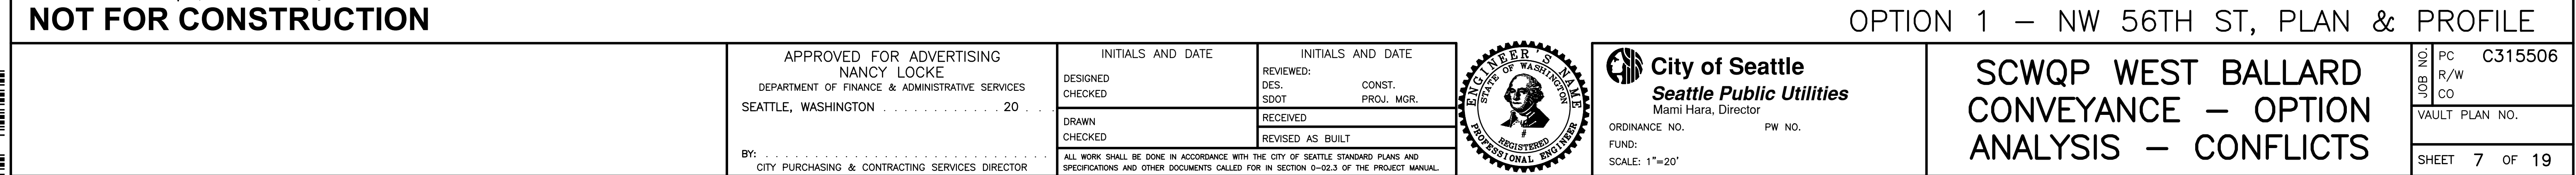 NOT FOR CONSTRUCTION
OPTION 1 – NW 56TH ST, PLAN & PROFILE
APPROVED FOR ADVERTISING
NANCY LOCKE
DEPARTMENT OF FINANCE & ADMINISTRATIVE SERVICES
SEATTLE, WASHINGTON . . . . . . . . . . . . 20 . . .
BY: . . . . . . . . . . . . . . . . . . . . . . . . . . . . .
CITY PURCHASING & CONTRACTING SERVICES DIRECTOR
INITIALS AND DATE
DESIGNED
CHECKED
DRAWN
CHECKED
INITIALS AND DATE
REVIEWED:
DES. CONST.
SDOT PROJ. MGR.
RECEIVED
REVISED AS BUILT
ALL WORK SHALL BE DONE IN ACCORDANCE WITH THE CITY OF SEATTLE STANDARD PLANS AND
SPECIFICATIONS AND OTHER DOCUMENTS CALLED FOR IN SECTION 0-02.3 OF THE PROJECT MANUAL.
ENGINEER'S NAME
STATE OF WASHINGTON
#
REGISTERED
PROFESSIONAL ENGINEER
City of Seattle
Seattle Public Utilities
Mami Hara, Director
ORDINANCE NO. PW NO.
FUND:
SCALE: 1"=20'
SCWQP WEST BALLARD
CONVEYANCE – OPTION
ANALYSIS – CONFLICTS
JOB NO.
PC C315506
R/W
CO
VAULT PLAN NO.
SHEET 7 OF 19